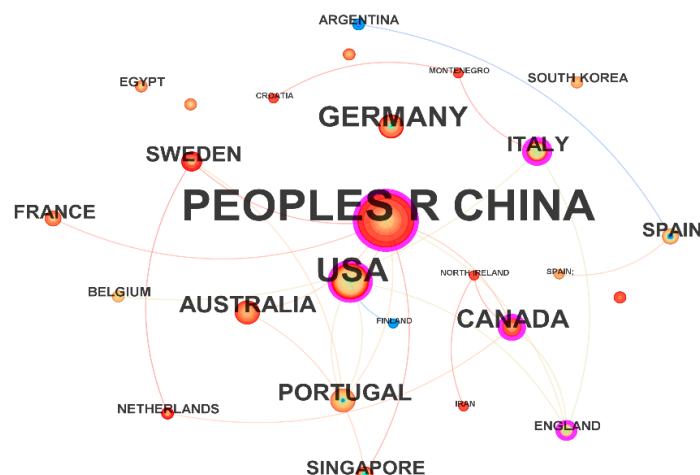 ARGENTINA
MONTENEGRO
SOUTH KOREA
EGYPT
CROATIA
GERMANY
ITALY
SWEDEN
PEOPLES R CHINA
FRANCE
SPAIN
USA
NORTH IRELAND
SPAIN;
BELGIUM
AUSTRALIA
FINLAND
CANADA
PORTUGAL
IRAN
NETHERLANDS
ENGLAND
SINGAPORE